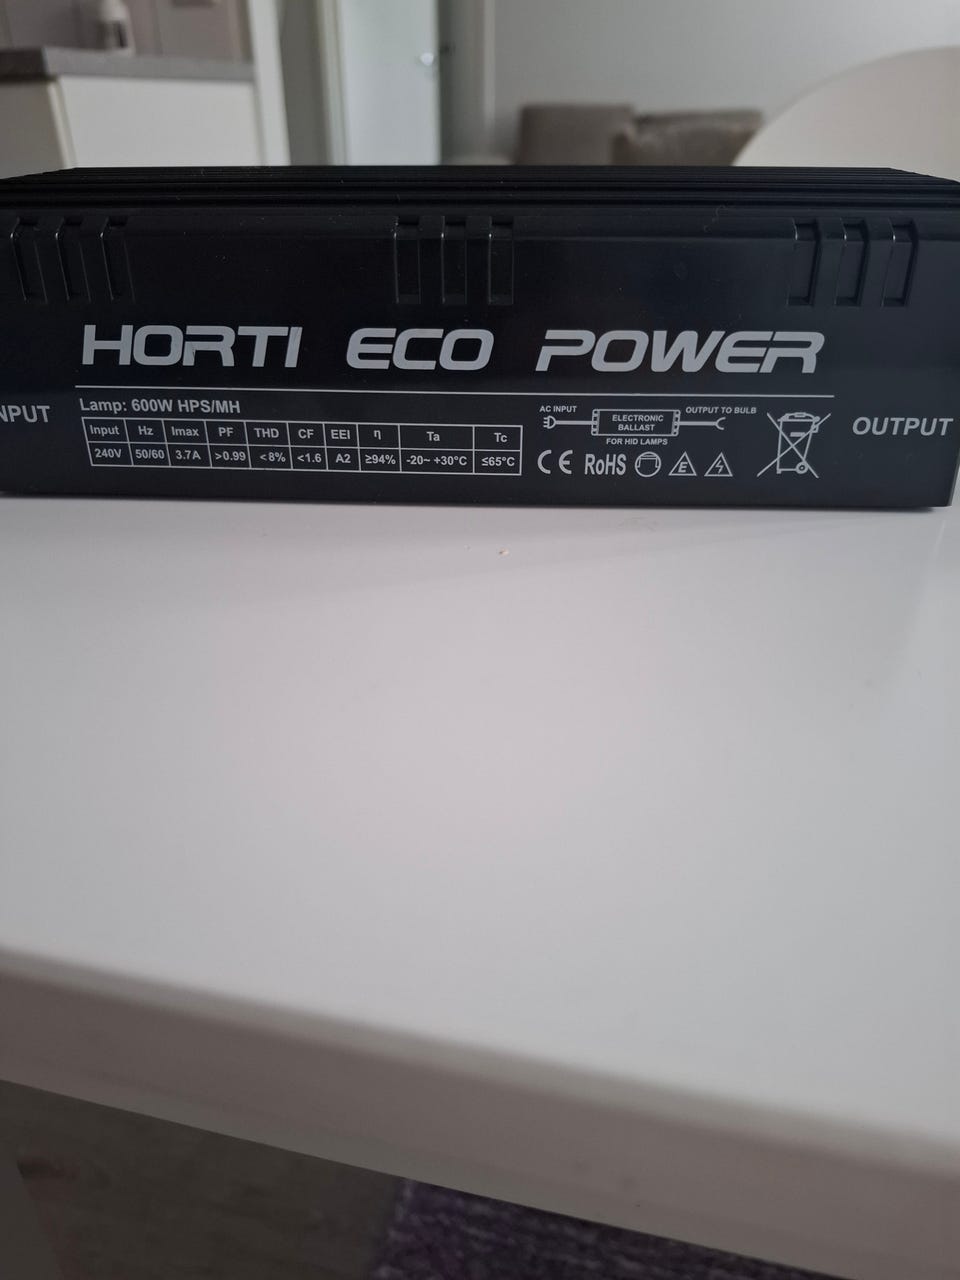 HORTI ECO POWER
NPUT
OUTPUT
Lamp: 600W HPS/MH
Input Hz Imax PF THD CF EEI η Ta Tc
240V 50/60 3.7A >0.99 <8% <1.6 A2 ≥94% -20~ +30°C ≤65°C
AC INPUT
OUTPUT TO BULB
ELECTRONIC
BALLAST
FOR HID LAMPS
CE RoHS E